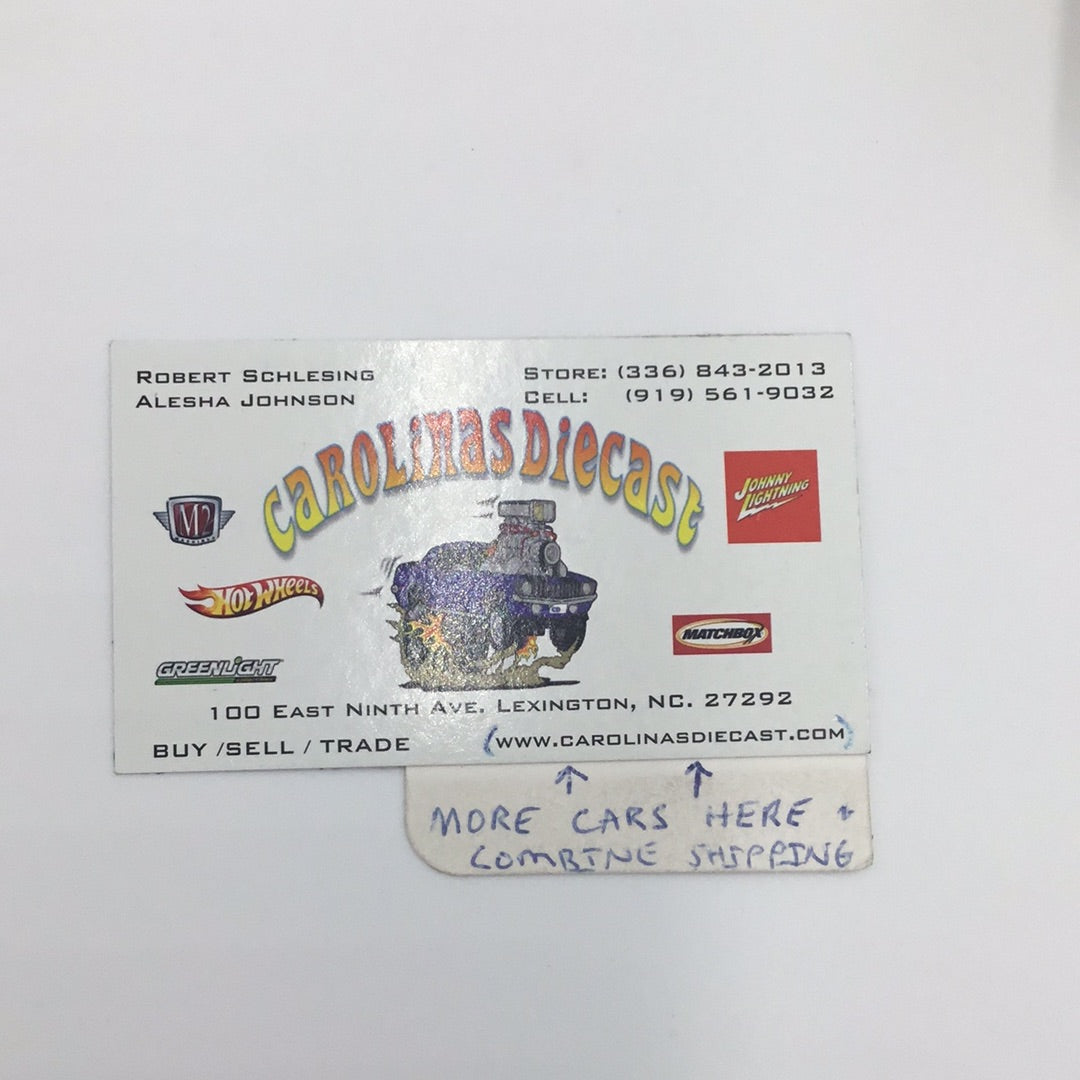 ROBERT SCHLESING
ALESHA JOHNSON
STORE: (336) 843-2013
CELL: (919) 561-9032
CAROLINAS DIECAST
M2
JOHNNY LIGHTNING
HOT WHEELS
MATCHBOX
GREENLIGHT
100 EAST NINTH AVE. LEXINGTON, NC. 27292
BUY /SELL / TRADE
(WWW.CAROLINASDIECAST.COM)
MORE CARS HERE +
COMBINE SHIPPING